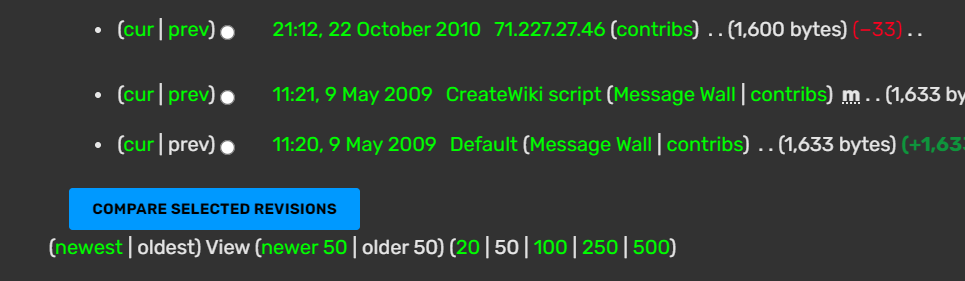 • (cur | prev) 21:12, 22 October 2010 71.227.27.46 (contribs) . . (1,600 bytes) (−33) . .
• (cur | prev) 11:21, 9 May 2009 CreateWiki script (Message Wall | contribs) m . . (1,633 by
• (cur | prev) 11:20, 9 May 2009 Default (Message Wall | contribs) . . (1,633 bytes) (+1,633
COMPARE SELECTED REVISIONS
(newest | oldest) View (newer 50 | older 50) (20 | 50 | 100 | 250 | 500)